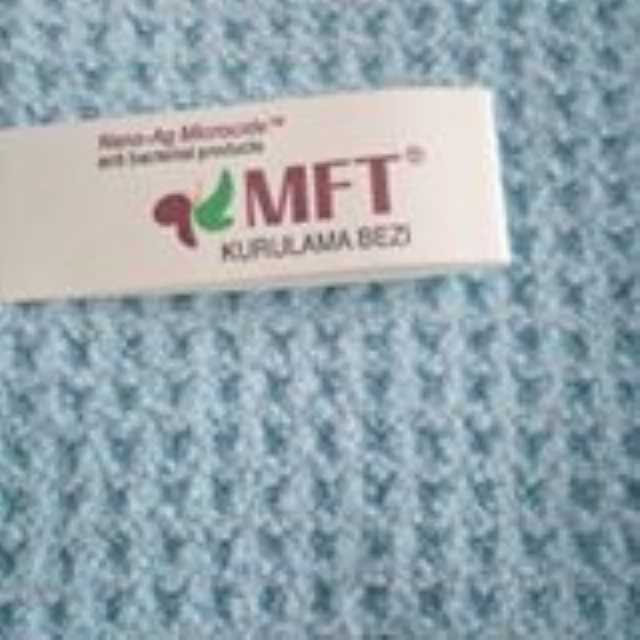 Nano-Ag Microcide™
anti bacterial products
MFT®
KURULAMA BEZİ